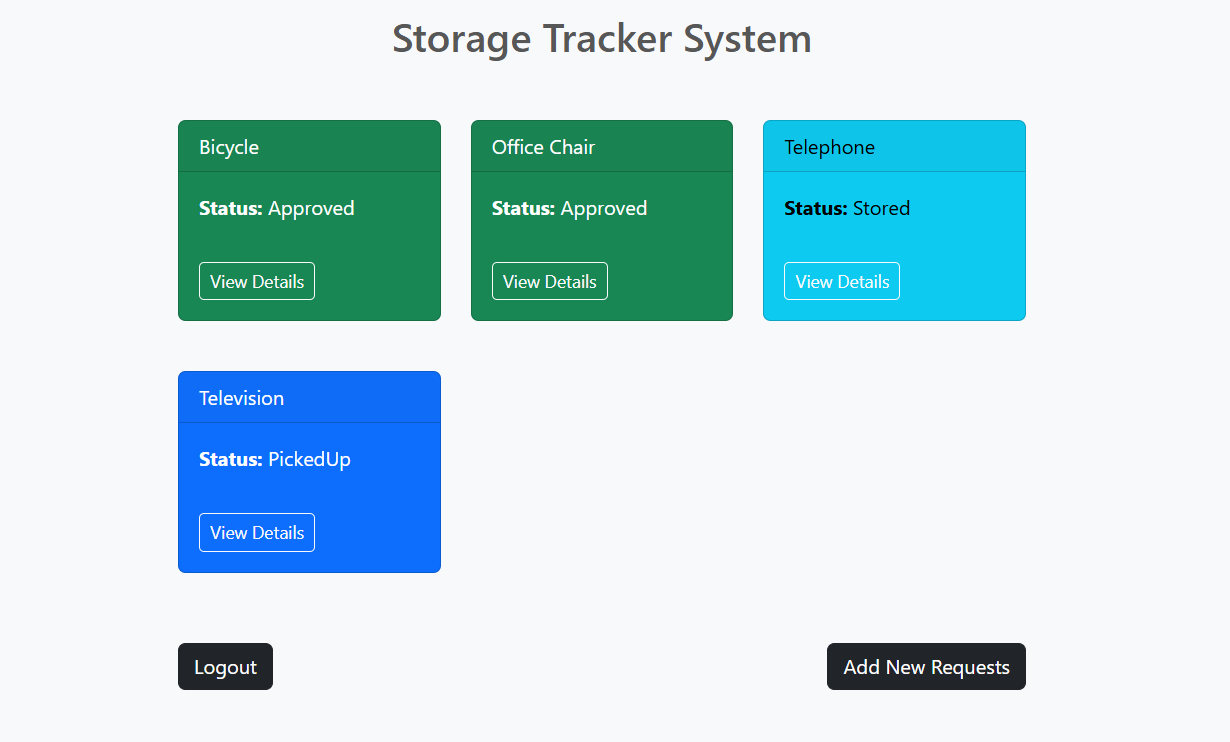 Storage Tracker System
Bicycle
Status: Approved
View Details
Office Chair
Status: Approved
View Details
Telephone
Status: Stored
View Details
Television
Status: PickedUp
View Details
Logout
Add New Requests